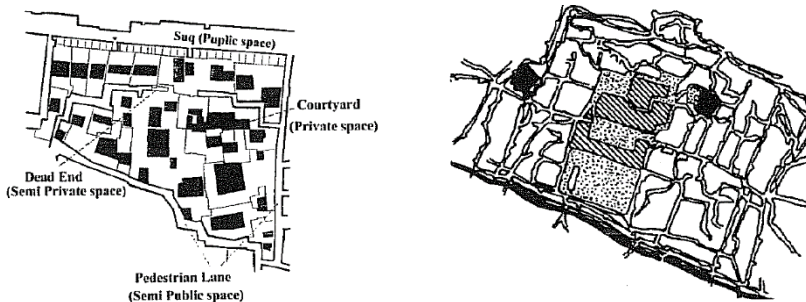 Suq (Puplic space)
Courtyard
(Private space)
Dead End
(Semi Private space)
Pedestrian Lane
(Semi Public space)